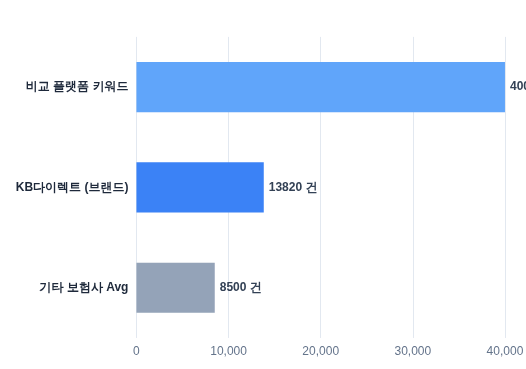 비교 플랫폼 키워드
400
KB다이렉트 (브랜드)
13820 건
기타 보험사 Avg
8500 건
0
10,000
20,000
30,000
40,000